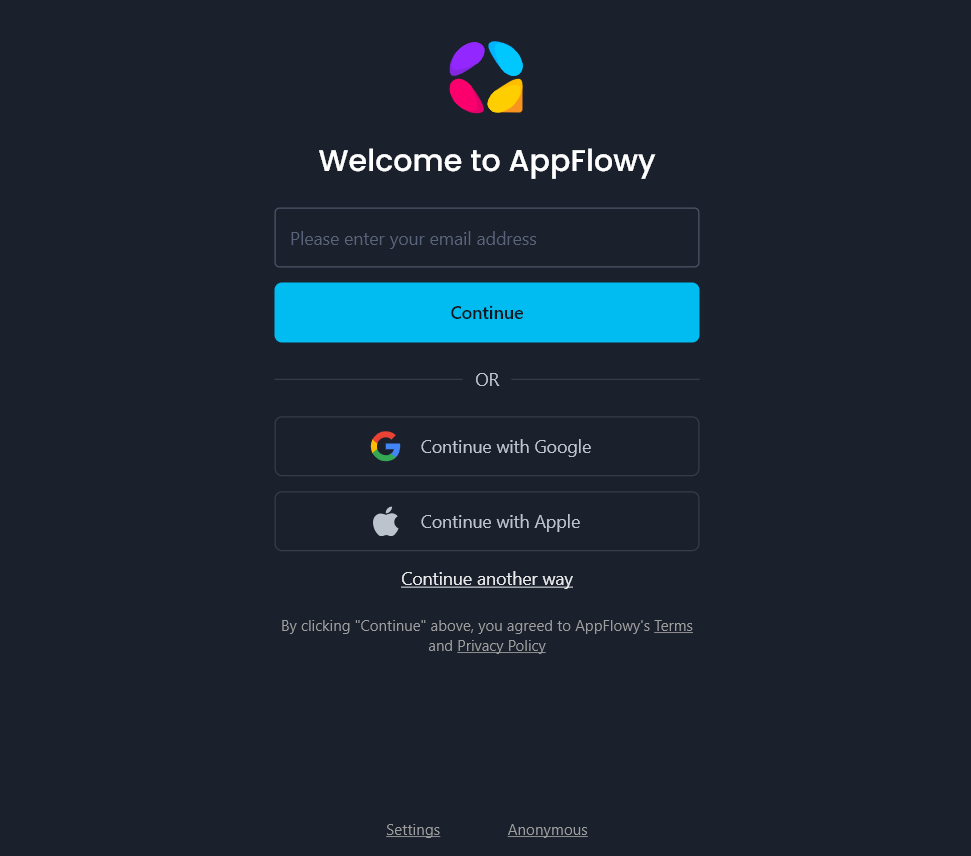 Welcome to AppFlowy
Please enter your email address
Continue
OR
Continue with Google
Continue with Apple
Continue another way
By clicking "Continue" above, you agreed to AppFlowy's Terms
and Privacy Policy
Settings
Anonymous